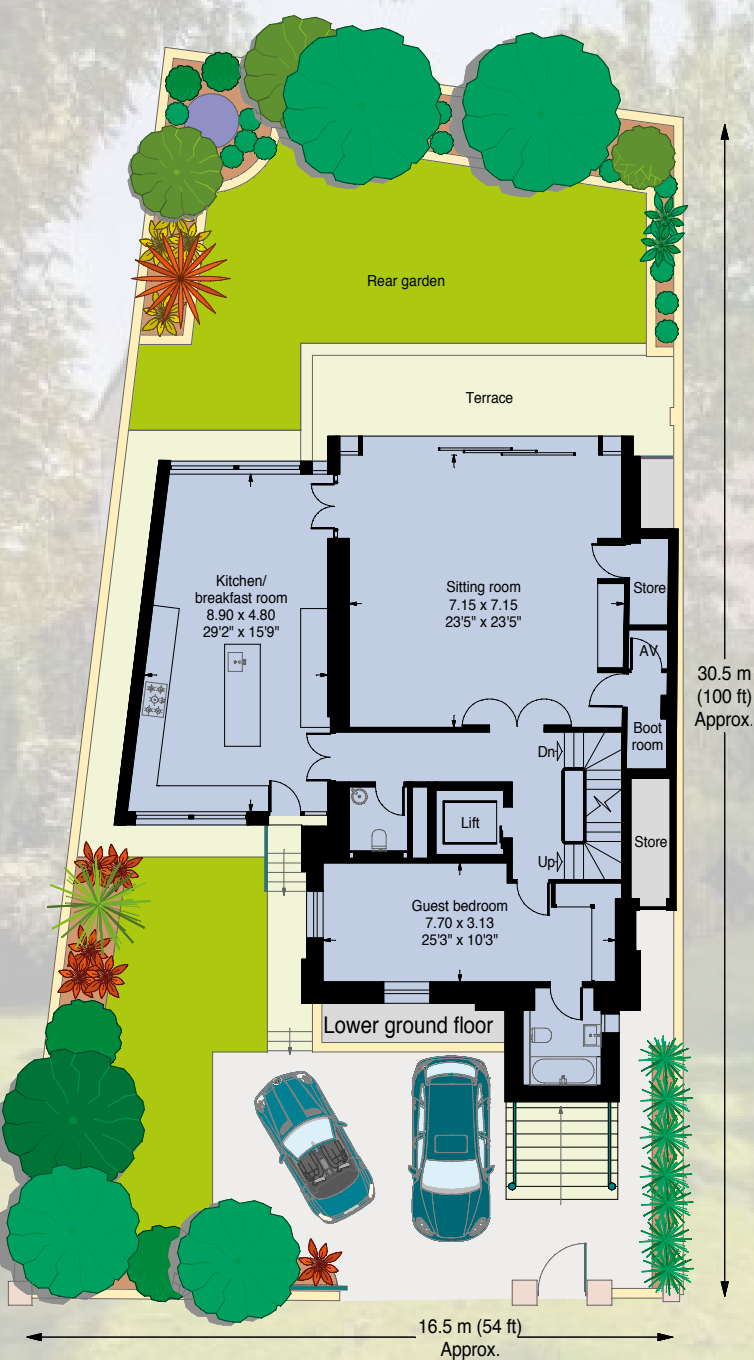 Rear garden
Terrace
Kitchen/
breakfast room
8.90 x 4.80
29'2" x 15'9"
Sitting room
7.15 x 7.15
23'5" x 23'5"
Store
AV
Boot
room
30.5 m
(100 ft)
Approx.
Dn
Lift
Store
Up
Guest bedroom
7.70 x 3.13
25'3" x 10'3"
Lower ground floor
16.5 m (54 ft)
Approx.